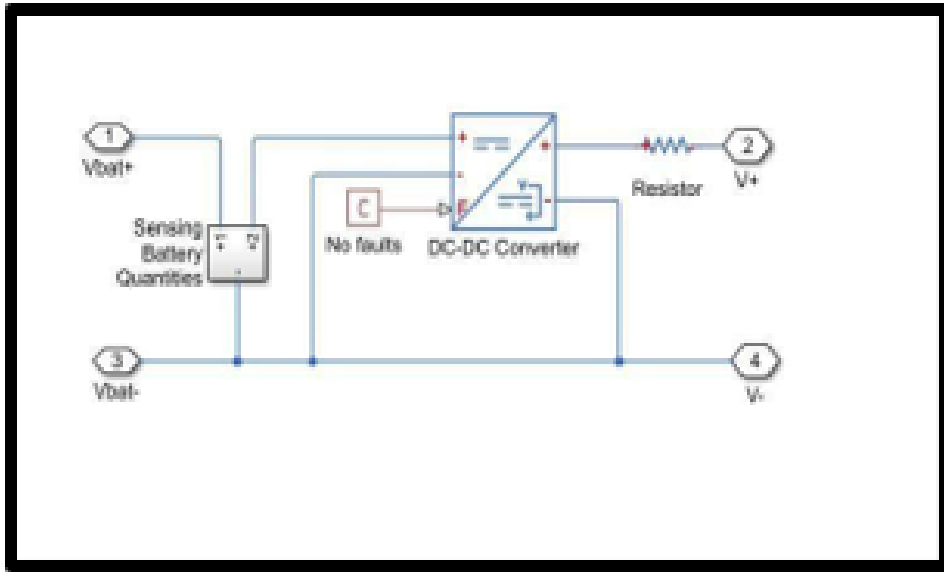 1
Vbat+
Sensing
Battery
Quantities
C
No faults
F
DC-DC Converter
Resistor
2
V+
3
Vbat-
4
V-